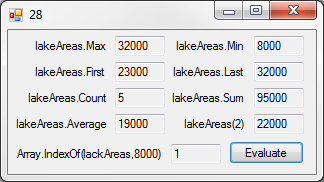 28
lakeAreas.Max 32000 lakeAreas.Min 8000
lakeAreas.First 23000 lakeAreas.Last 32000
lakeAreas.Count 5 lakeAreas.Sum 95000
lakeAreas.Average 19000 lakeAreas(2) 22000
Array.IndexOf(lackAreas,8000) 1 Evaluate